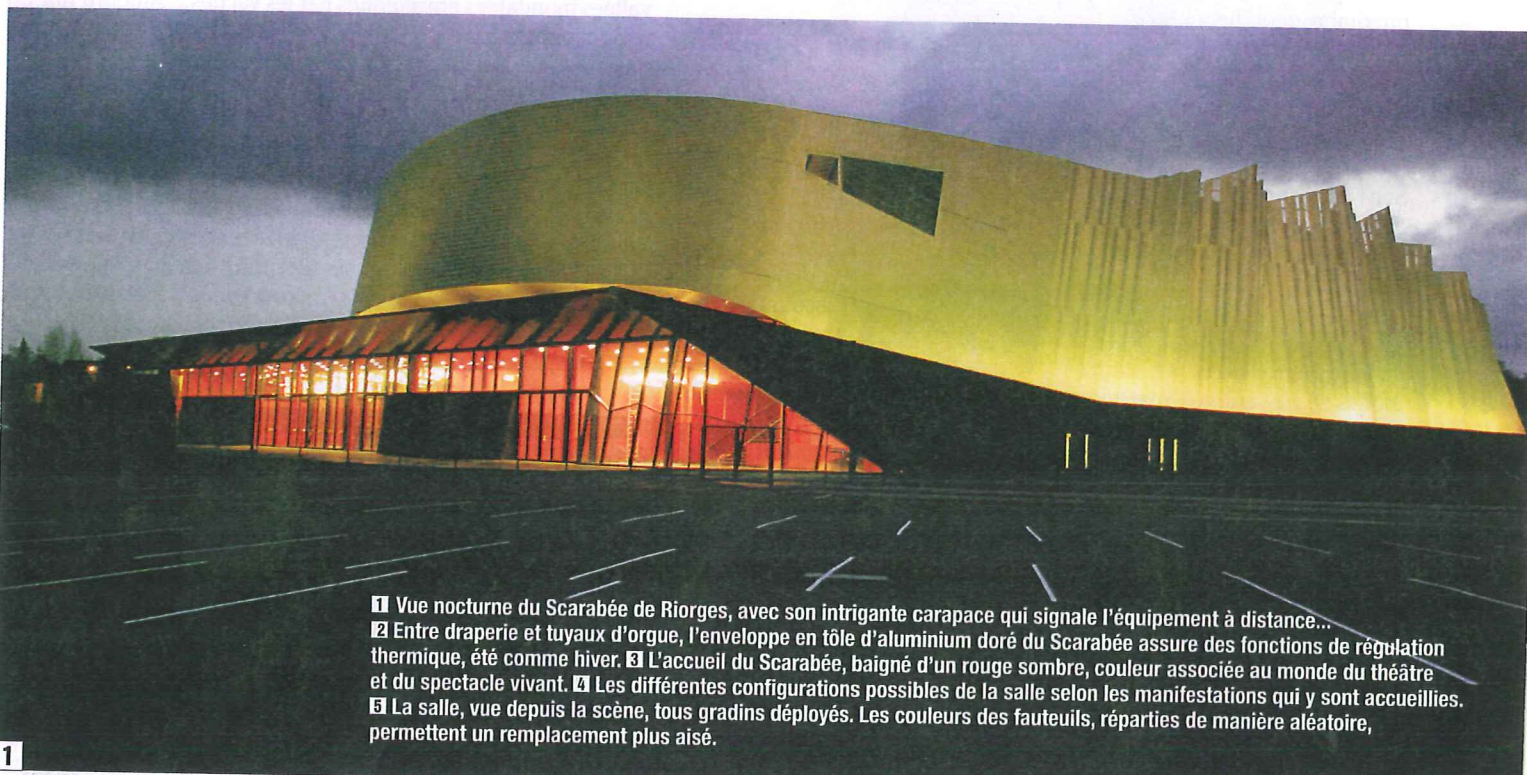 1 Vue nocturne du Scarabée de Riorges, avec son intrigante carapace qui signale l'équipement à distance...
2 Entre draperie et tuyaux d'orgue, l'enveloppe en tôle d'aluminium doré du Scarabée assure des fonctions de régulation
thermique, été comme hiver. 3 L'accueil du Scarabée, baigné d'un rouge sombre, couleur associée au monde du théâtre
et du spectacle vivant. 4 Les différentes configurations possibles de la salle selon les manifestations qui y sont accueillies.
5 La salle, vue depuis la scène, tous gradins déployés. Les couleurs des fauteuils, réparties de manière aléatoire,
permettent un remplacement plus aisé.
1